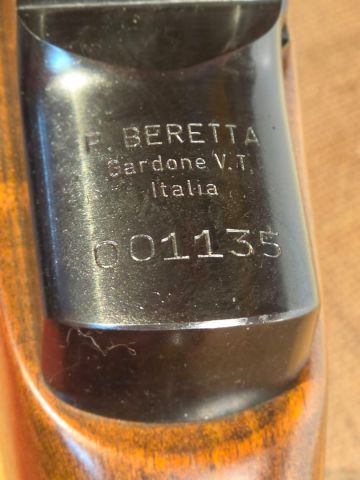 P. BERETTA
Gardone V.T.
Italia
001135